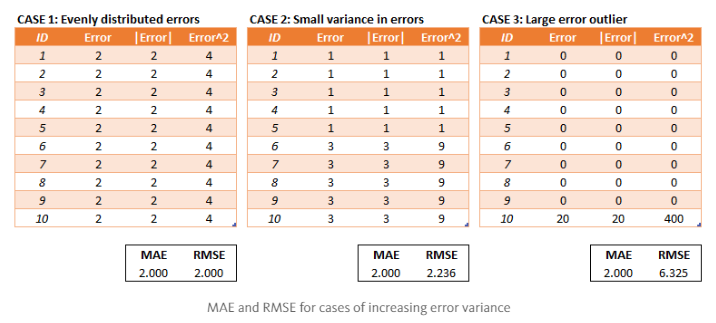 CASE 1: Evenly distributed errors CASE 2: Small variance in errors CASE 3: Large error outlier
ID Error |Error| Error^2 ID Error |Error| Error^2 ID Error |Error| Error^2
1 2 2 4 1 1 1 1 1 0 0 0
2 2 2 4 2 1 1 1 2 0 0 0
3 2 2 4 3 1 1 1 3 0 0 0
4 2 2 4 4 1 1 1 4 0 0 0
5 2 2 4 5 1 1 1 5 0 0 0
6 2 2 4 6 3 3 9 6 0 0 0
7 2 2 4 7 3 3 9 7 0 0 0
8 2 2 4 8 3 3 9 8 0 0 0
9 2 2 4 9 3 3 9 9 0 0 0
10 2 2 4 10 3 3 9 10 20 20 400
MAE RMSE MAE RMSE MAE RMSE
2.000 2.000 2.000 2.236 2.000 6.325
MAE and RMSE for cases of increasing error variance